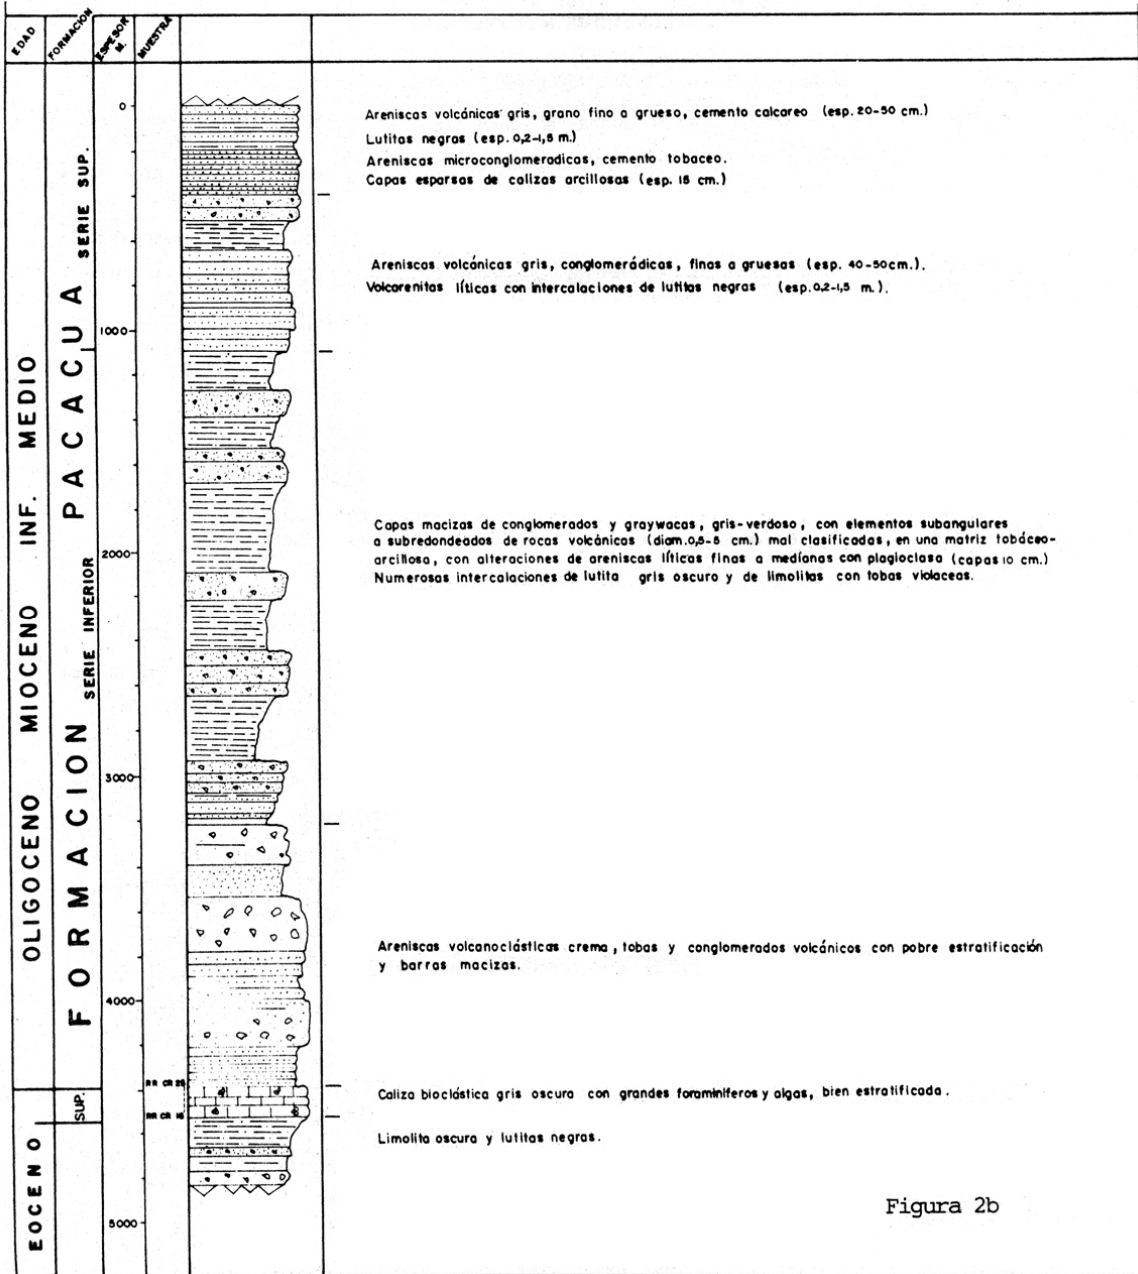 EDAD
FORMACION
ESPESOR M.
MUESTRA
0
1000
2000
3000
4000
5000
OLIGOCENO MIOCENO INF. MEDIO
EOCENO
SUP.
FORMACION PACACUA
SERIE INFERIOR
SERIE SUP.
RR CR
RR CR
Areniscas volcánicas gris, grano fino a grueso, cemento calcareo (esp. 20-50 cm.)
Lutitas negras (esp. 0,2-1,5 m.)
Areniscas microconglomeradicas, cemento tobaceo.
Capas esparsas de calizas arcillosas (esp. 15 cm.)
Areniscas volcánicas gris, conglomerádicas, finas a gruesas (esp. 40-50cm.).
Volcarenitas líticas con intercalaciones de lutitas negras (esp. 0,2-1,5 m.).
Capas macizas de conglomerados y graywacas, gris-verdoso, con elementos subangulares
a subredondeados de rocas volcánicas (diam. 0,5-5 cm.) mal clasificadas, en una matriz tobáceo-
arcillosa, con alteraciones de areniscas líticas finas a medianas con plagioclasa (capas 10 cm.)
Numerosas intercalaciones de lutita gris oscuro y de limolitas con tobas violaceas.
Areniscas volcanoclásticas crema, tobas y conglomerados volcánicos con pobre estratificación
y barras macizas.
Caliza bioclástica gris oscura con grandes foraminíferos y algas, bien estratificada.
Limolita oscura y lutitas negras.
Figura 2b